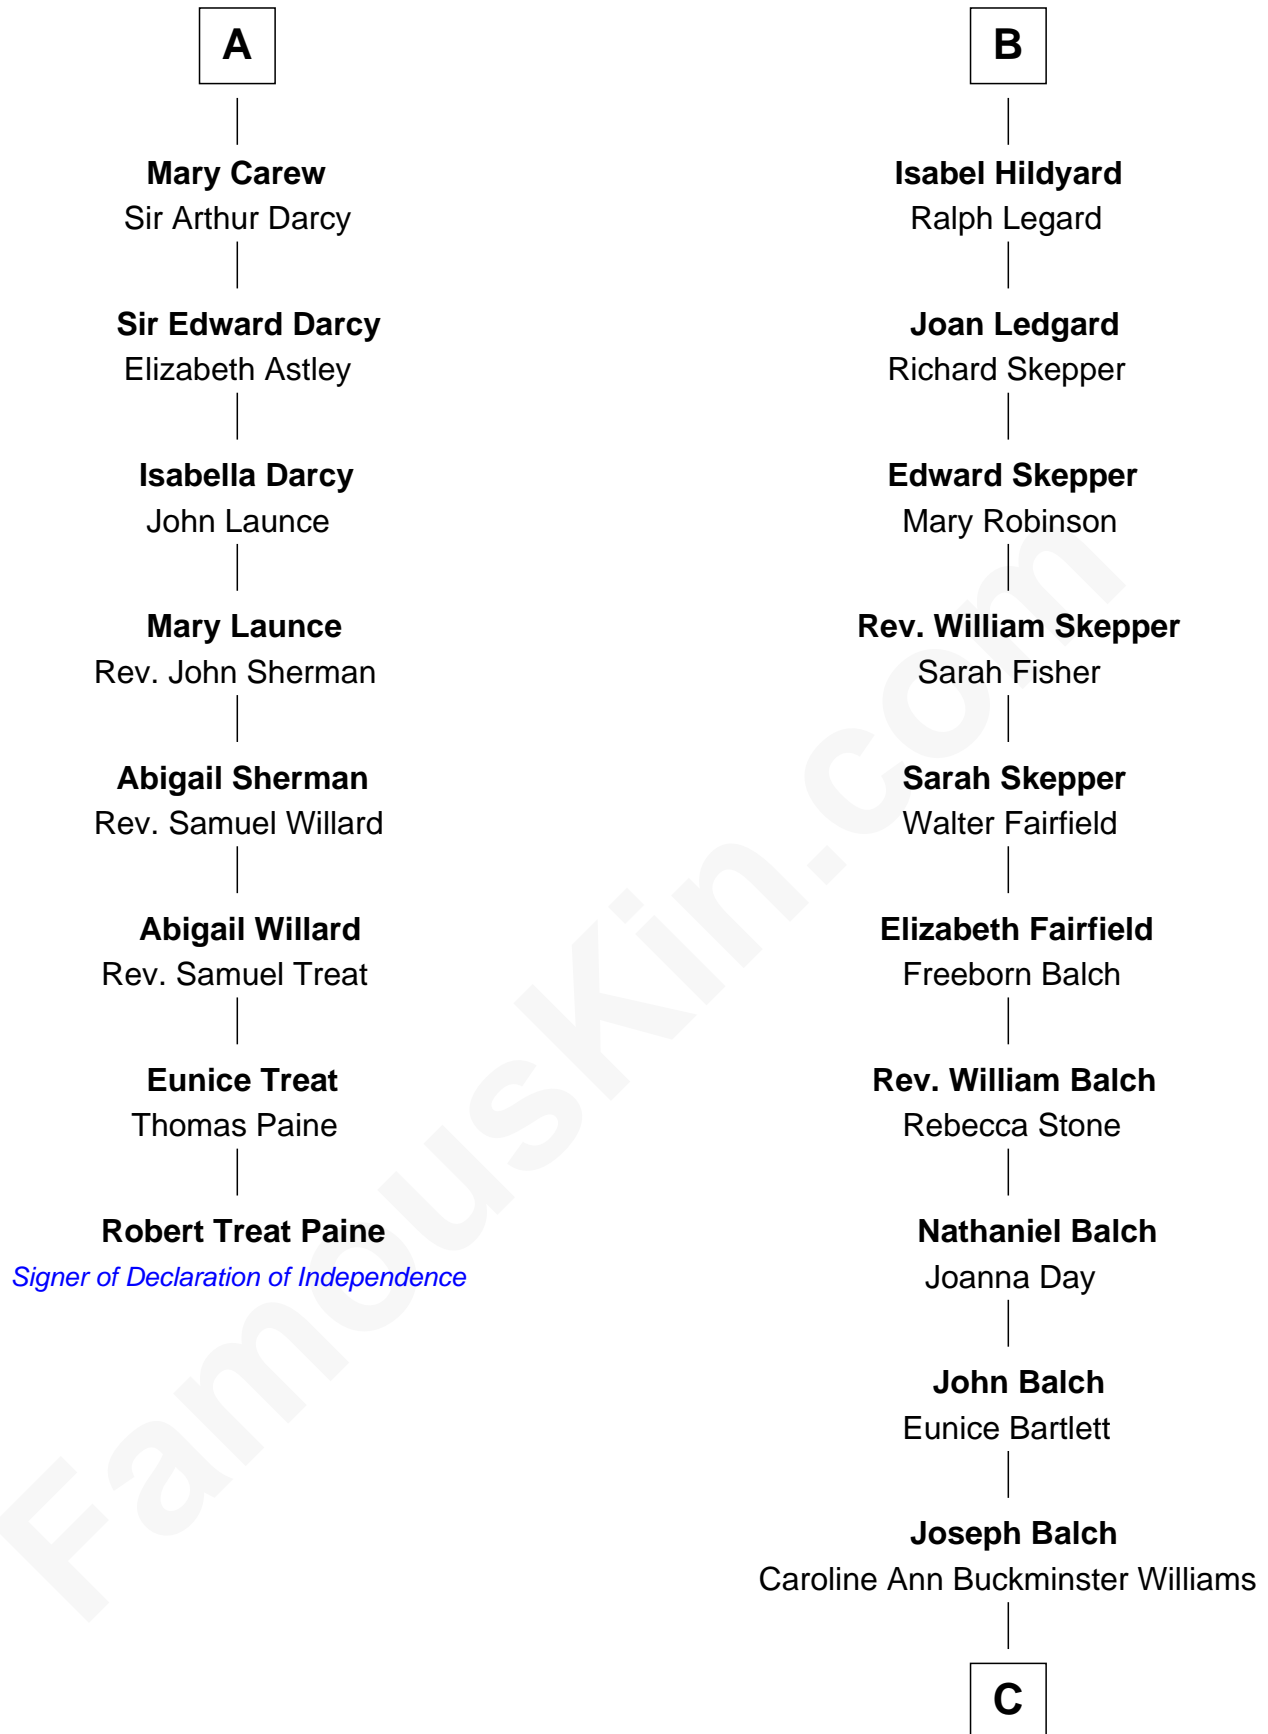 A
Mary Carew
Sir Arthur Darcy
Sir Edward Darcy
Elizabeth Astley
Isabella Darcy
John Launce
Mary Launce
Rev. John Sherman
Abigail Sherman
Rev. Samuel Willard
Abigail Willard
Rev. Samuel Treat
Eunice Treat
Thomas Paine
Robert Treat Paine
Signer of Declaration of Independence
B
Isabel Hildyard
Ralph Legard
Joan Ledgard
Richard Skepper
Edward Skepper
Mary Robinson
Rev. William Skepper
Sarah Fisher
Sarah Skepper
Walter Fairfield
Elizabeth Fairfield
Freeborn Balch
Rev. William Balch
Rebecca Stone
Nathaniel Balch
Joanna Day
John Balch
Eunice Bartlett
Joseph Balch
Caroline Ann Buckminster Williams
C
FamousKin.com